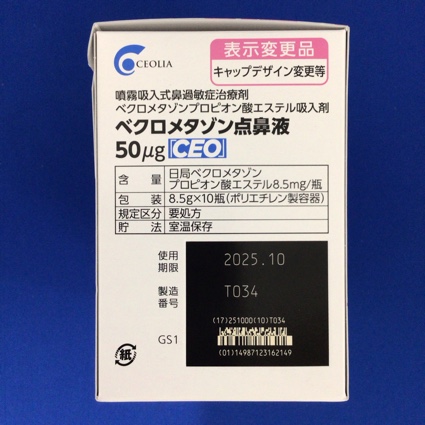 CEOLIA
表示変更品
キャップデザイン変更等
噴霧吸入式鼻過敏症治療剤
ベクロメタゾンプロピオン酸エステル吸入剤
ベクロメタゾン点鼻液
50μg「CEO」
含 量 日局ベクロメタゾン
プロピオン酸エステル8.5mg/瓶
包 装 8.5g×10瓶(ポリエチレン製容器)
規定区分 要処方
貯 法 室温保存
使用
期限 2025.10
製造
番号 T034
(17)251000(10)T034
GS1
(01)14987123162149
紙